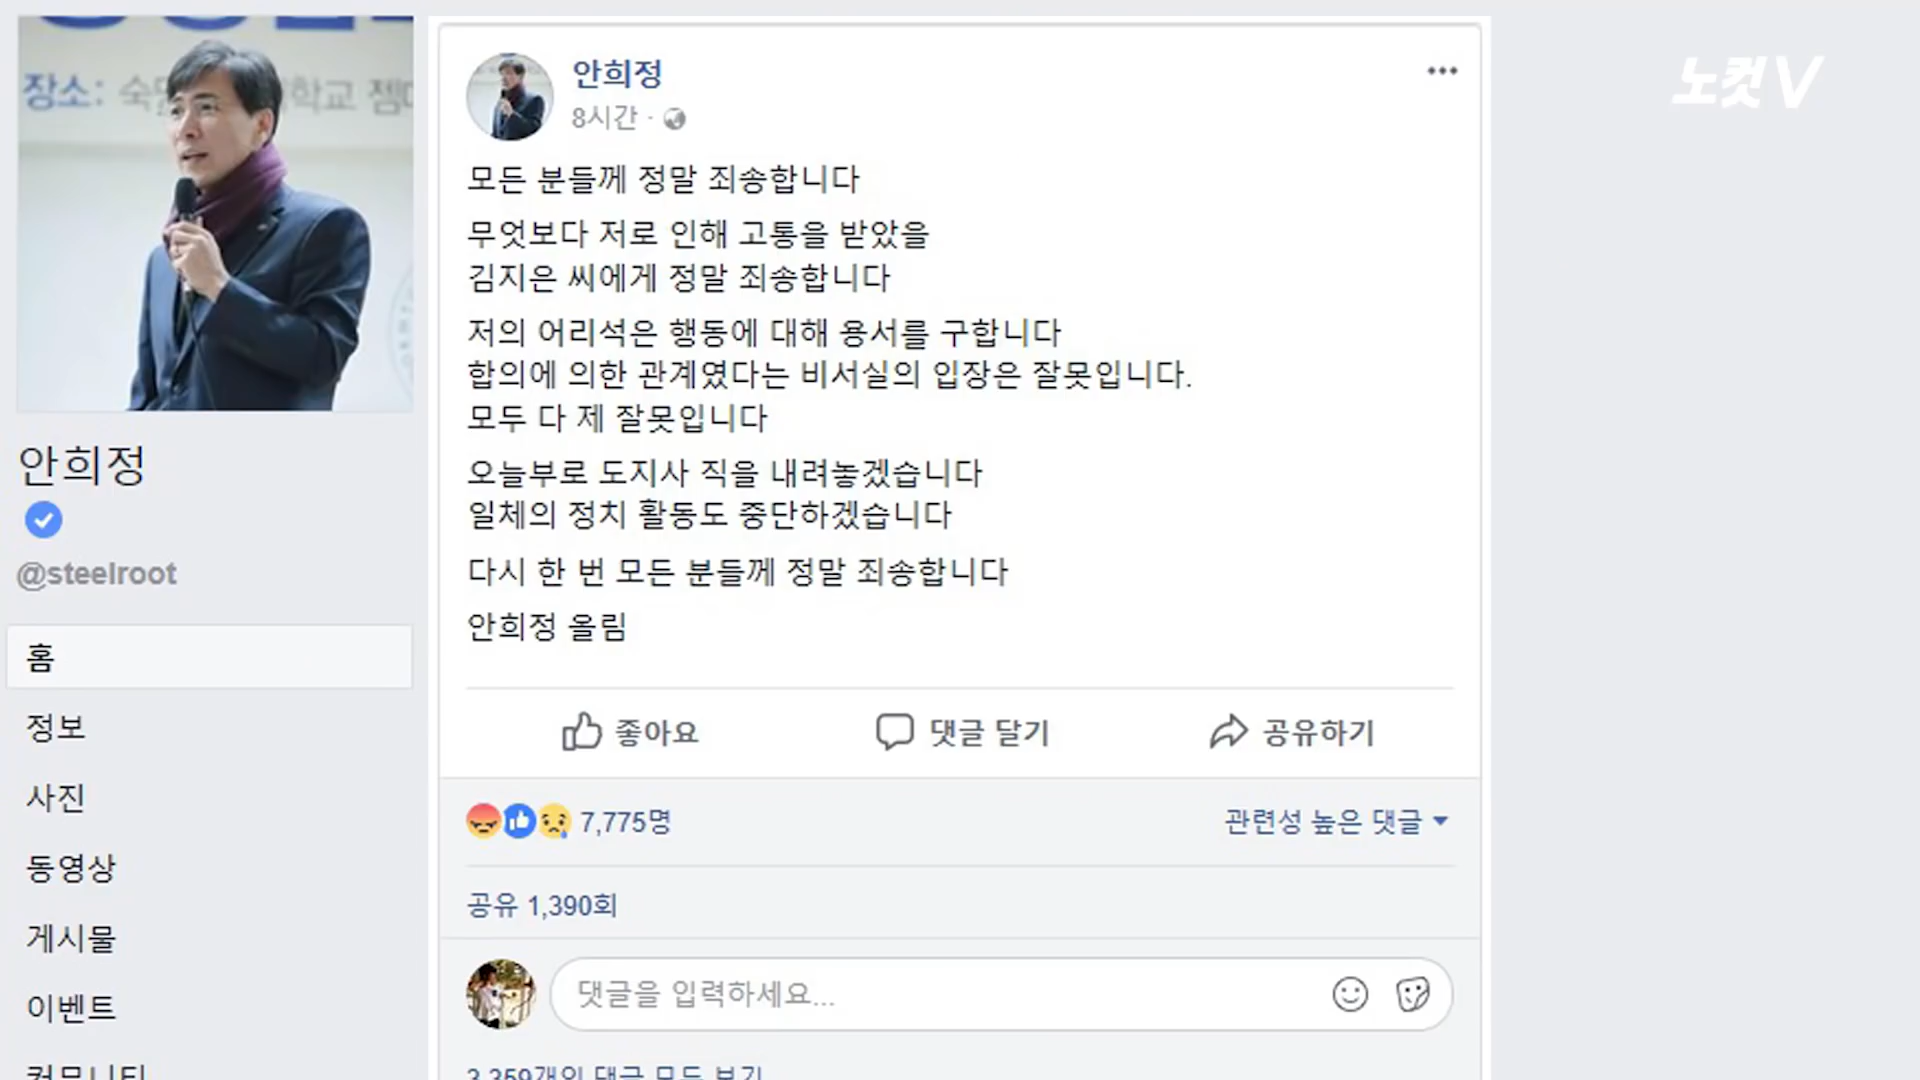 장소: 숙 학교 젬
안희정
@steelroot
홈
정보
사진
동영상
게시물
이벤트
커뮤니티
안희정
8시간 ·
모든 분들께 정말 죄송합니다
무엇보다 저로 인해 고통을 받았을
김지은 씨에게 정말 죄송합니다
저의 어리석은 행동에 대해 용서를 구합니다
합의에 의한 관계였다는 비서실의 입장은 잘못입니다.
모두 다 제 잘못입니다
오늘부로 도지사 직을 내려놓겠습니다
일체의 정치 활동도 중단하겠습니다
다시 한 번 모든 분들께 정말 죄송합니다
안희정 올림
좋아요 댓글 달기 공유하기
7,775명 관련성 높은 댓글
공유 1,390회
댓글을 입력하세요...
3,359개의 댓글 모두 보기
노컷V